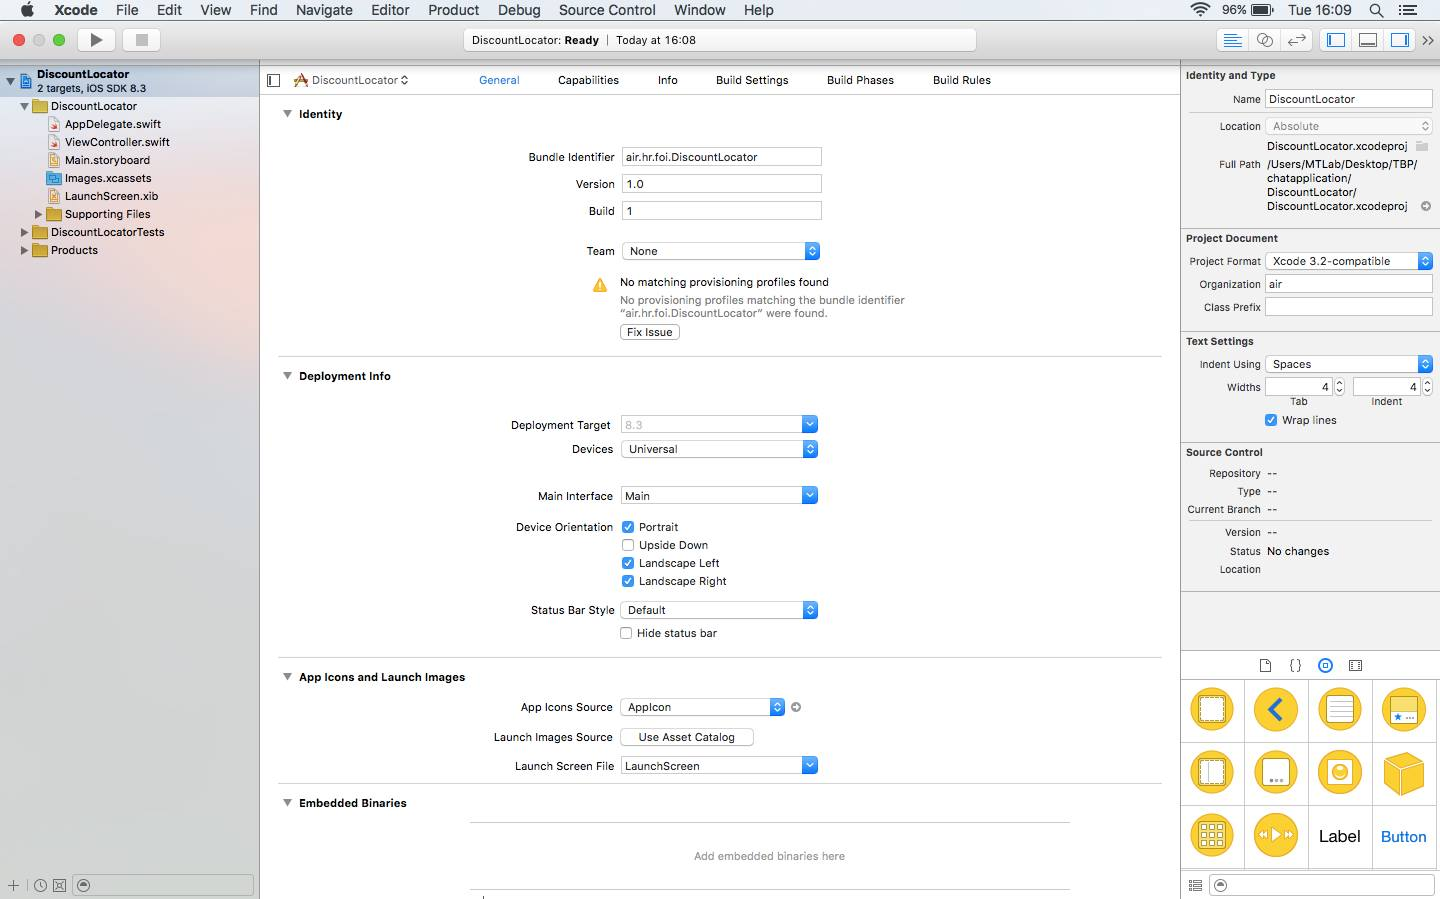 Xcode File Edit View Find Navigate Editor Product Debug Source Control Window Help 96% Tue 16:09
DiscountLocator: Ready | Today at 16:08
DiscountLocator
2 targets, iOS SDK 8.3
DiscountLocator
AppDelegate.swift
ViewController.swift
Main.storyboard
Images.xcassets
LaunchScreen.xib
Supporting Files
DiscountLocatorTests
Products
DiscountLocator General Capabilities Info Build Settings Build Phases Build Rules
Identity
Bundle Identifier air.hr.foi.DiscountLocator
Version 1.0
Build 1
Team None
No matching provisioning profiles found
No provisioning profiles matching the bundle identifier
“air.hr.foi.DiscountLocator” were found.
Fix Issue
Deployment Info
Deployment Target 8.3
Devices Universal
Main Interface Main
Device Orientation Portrait
Upside Down
Landscape Left
Landscape Right
Status Bar Style Default
Hide status bar
App Icons and Launch Images
App Icons Source AppIcon
Launch Images Source Use Asset Catalog
Launch Screen File LaunchScreen
Embedded Binaries
Add embedded binaries here
Identity and Type
Name DiscountLocator
Location Absolute
DiscountLocator.xcodeproj
Full Path /Users/MTLab/Desktop/TBP/
chatapplication/
DiscountLocator/
DiscountLocator.xcodeproj
Project Document
Project Format Xcode 3.2-compatible
Organization air
Class Prefix
Text Settings
Indent Using Spaces
Widths 4 4
Tab Indent
Wrap lines
Source Control
Repository --
Type --
Current Branch --
Version --
Status No changes
Location
Label Button